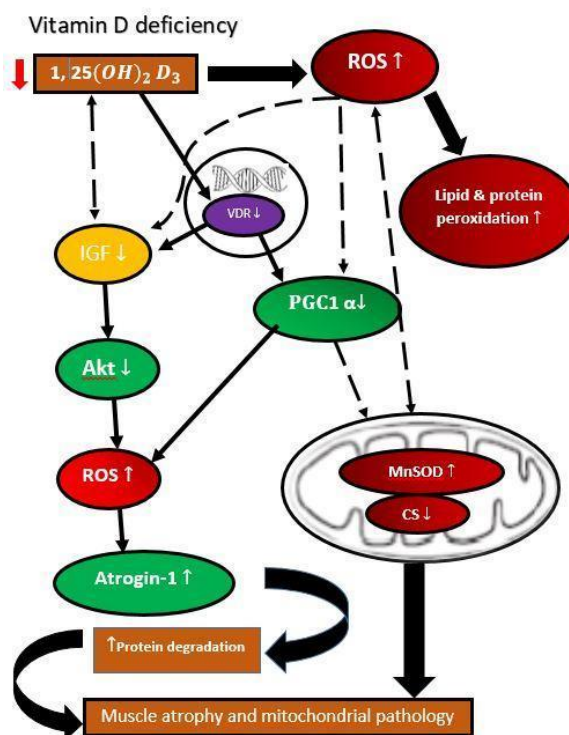 Vitamin D deficiency
1, 25(OH)₂ D₃
ROS ↑
Lipid & protein
peroxidation ↑
VDR ↓
IGF ↓
PGC1 α↓
Akt ↓
ROS ↑
MnSOD ↑
CS ↓
Atrogin-1 ↑
↑Protein degradation
Muscle atrophy and mitochondrial pathology